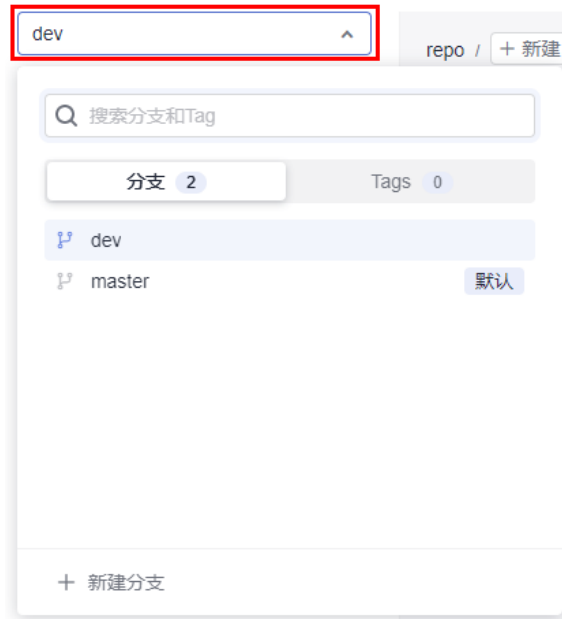 dev
repo / + 新建
搜索分支和Tag
分支 2 Tags 0
dev
master 默认
+ 新建分支